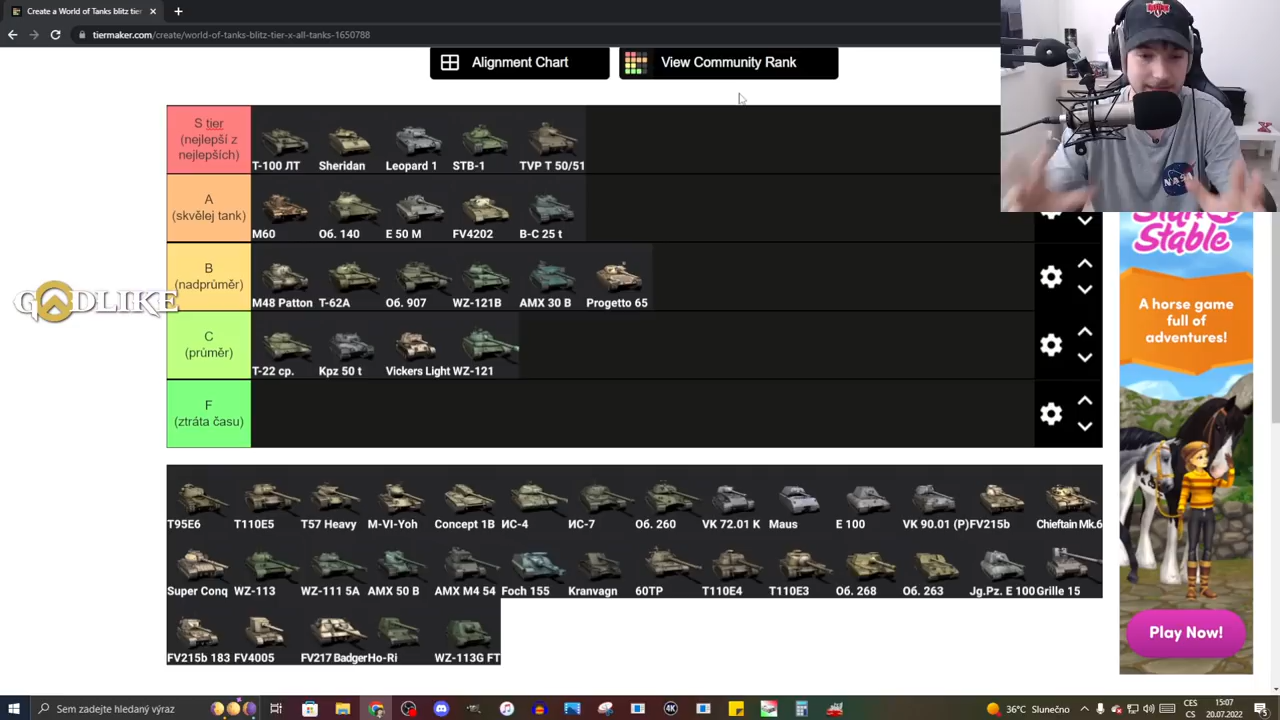 Create a World of Tanks blitz tier
tiermaker.com/create/world-of-tanks-blitz-tier-x-all-tanks-1650788
Alignment Chart
View Community Rank
S tier
(nejlepší z
nejlepších)
T-100 ЛТ Sheridan Leopard 1 STB-1 TVP T 50/51
A
(skvělej tank)
M60 Об. 140 E 50 M FV4202 B-C 25 t
B
(nadprůměr)
M48 Patton T-62A Об. 907 WZ-121B AMX 30 B Progetto 65
C
(průměr)
T-22 ср. Kpz 50 t Vickers Light WZ-121
F
(ztráta času)
GODLIKE
T95E6 T110E5 T57 Heavy M-VI-Yoh Concept 1B ИС-4 ИС-7 Об. 260 VK 72.01 K Maus E 100 VK 90.01 (P) FV215b Chieftain Mk.6
Super Conq WZ-113 WZ-111 5A AMX 50 B AMX M4 54 Foch 155 Kranvagn 60TP T110E4 T110E3 Об. 268 Об. 263 Jg.Pz. E 100 Grille 15
FV215b 183 FV4005 FV217 Badger Ho-Ri WZ-113G FT
NASA
Stable
A horse game
full of
adventures!
Play Now!
Sem zadejte hledaný výraz
36°C Slunečno
CES
CS
15:07
20.07.2022